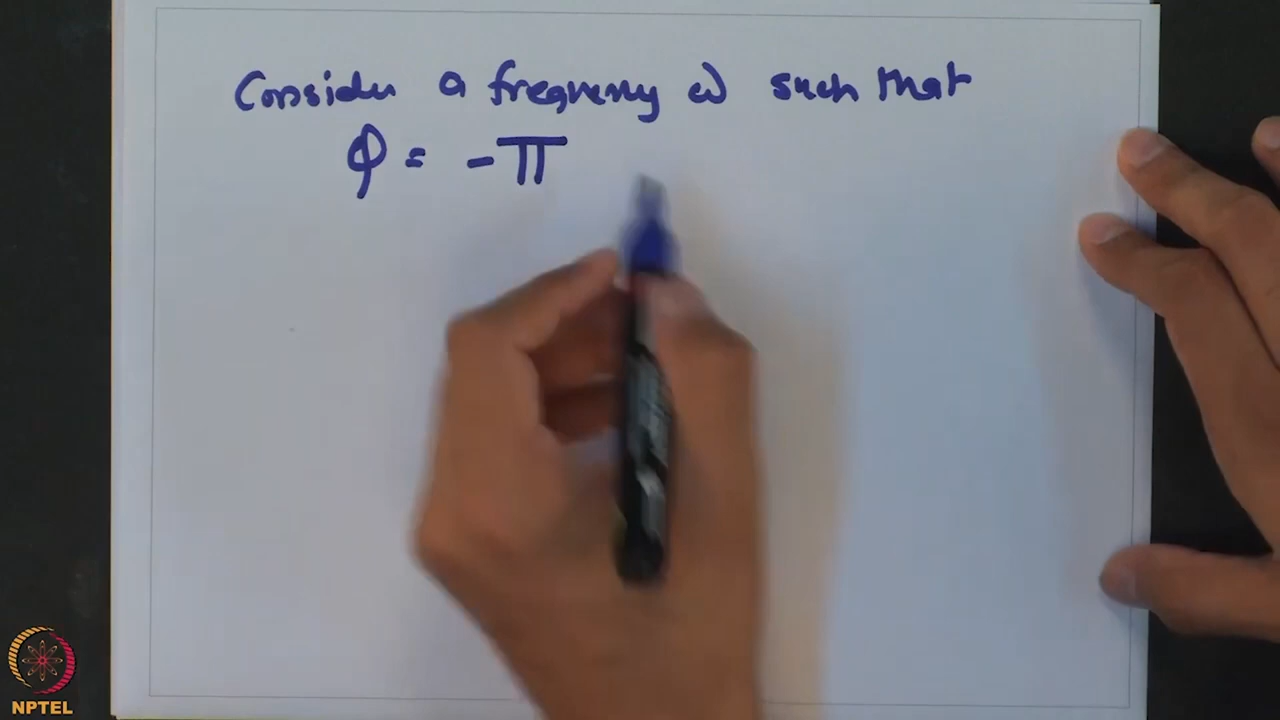 Consider a frequency ω such that
φ = -π
NPTEL